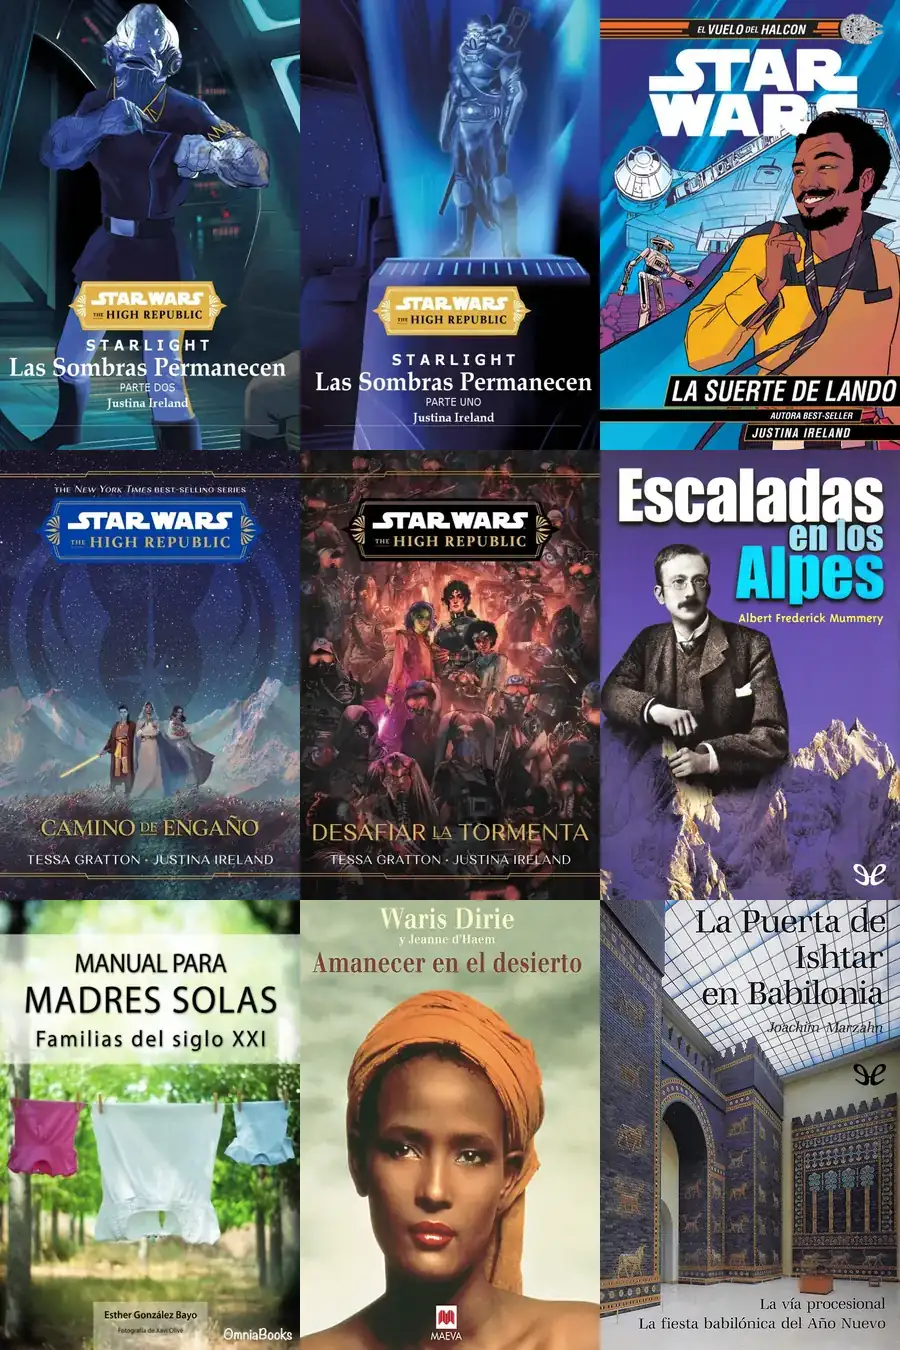 STAR WARS
THE HIGH REPUBLIC
STARLIGHT
Las Sombras Permanecen
PARTE DOS
Justina Ireland
STAR WARS
THE HIGH REPUBLIC
STARLIGHT
Las Sombras Permanecen
PARTE UNO
Justina Ireland
EL VUELO DEL HALCON
STAR
WARS
LA SUERTE DE LANDO
AUTORA BEST-SELLER
JUSTINA IRELAND
THE NEW YORK TIMES BEST-SELLING SERIES
STAR WARS
THE HIGH REPUBLIC
CAMINO DE ENGAÑO
TESSA GRATTON · JUSTINA IRELAND
STAR WARS
THE HIGH REPUBLIC
DESAFIAR LA TORMENTA
TESSA GRATTON · JUSTINA IRELAND
Escaladas
en los
Alpes
Albert Frederick Mummery
MANUAL PARA
MADRES SOLAS
Familias del siglo XXI
Esther González Bayo
Fotografía de Xavi Olivé
OmniaBooks
Waris Dirie
y Jeanne d'Haem
Amanecer en el desierto
MAEVA
La Puerta de
Ishtar
en Babilonia
Joachim Marzahn
La vía procesional
La fiesta babilónica del Año Nuevo